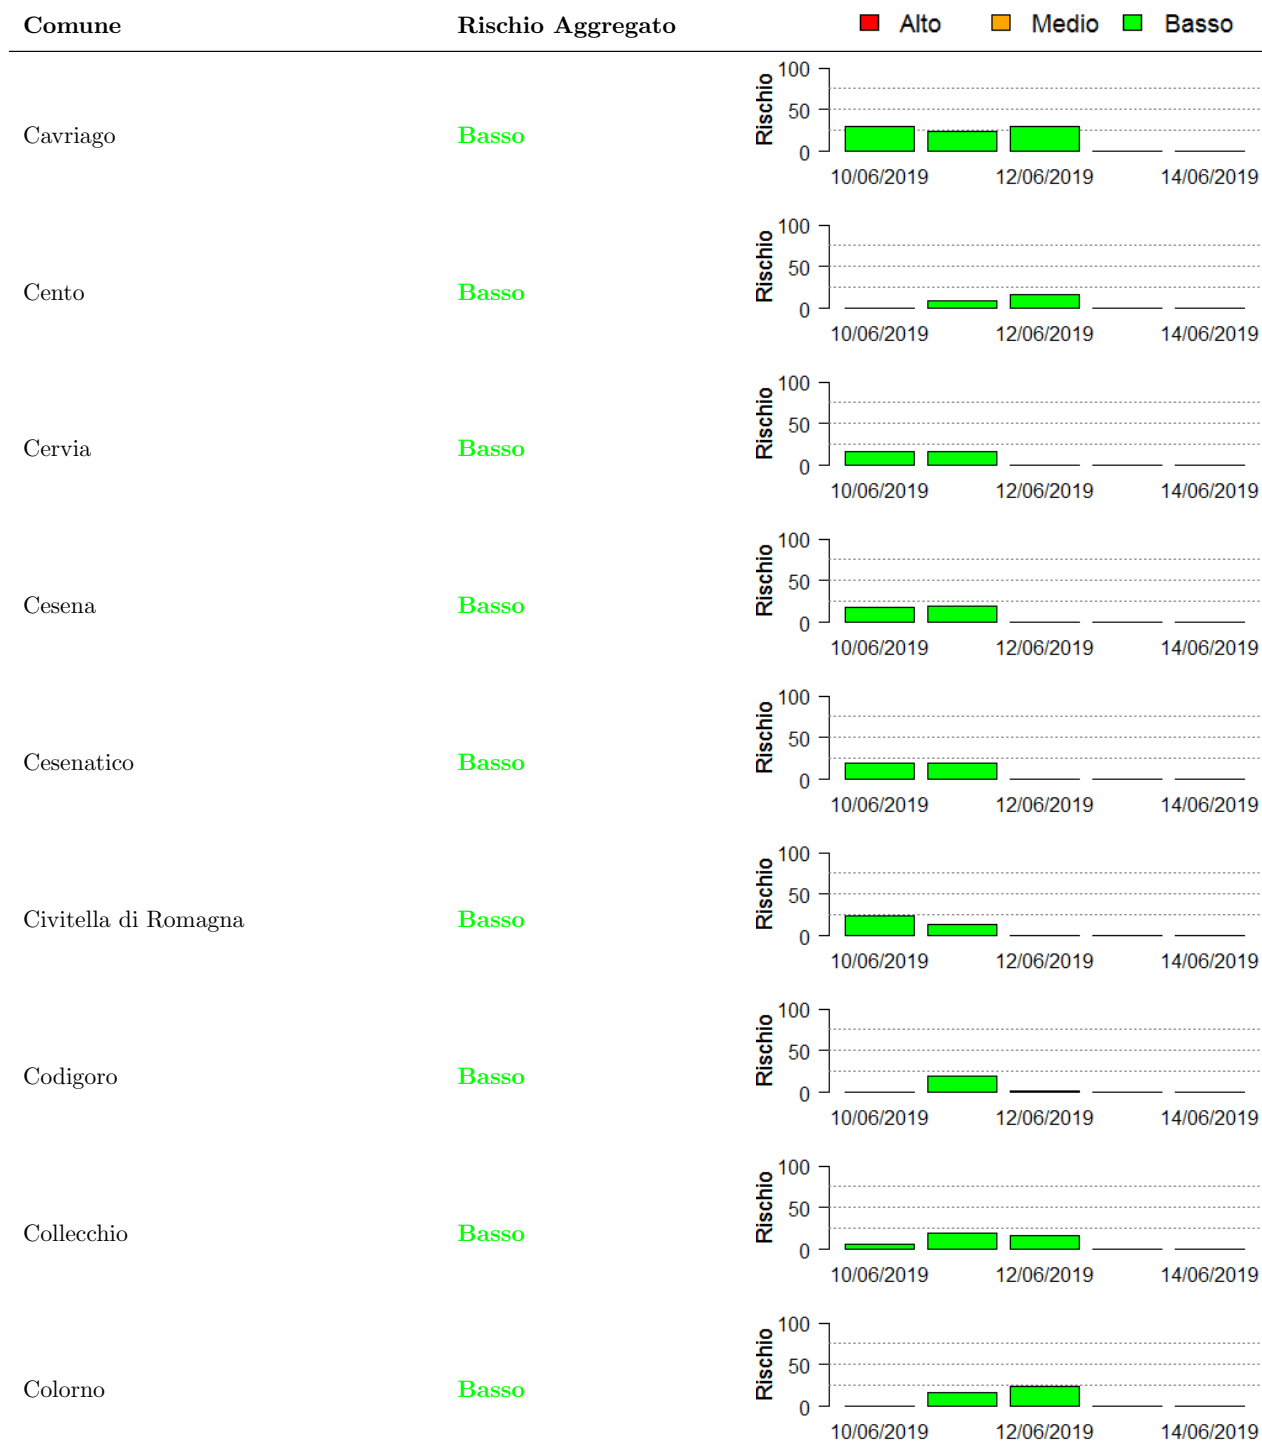 Comune Rischio Aggregato Alto Medio Basso
Cavriago Basso
Rischio
100
50
0
10/06/2019 12/06/2019 14/06/2019
Cento Basso
Rischio
100
50
0
10/06/2019 12/06/2019 14/06/2019
Cervia Basso
Rischio
100
50
0
10/06/2019 12/06/2019 14/06/2019
Cesena Basso
Rischio
100
50
0
10/06/2019 12/06/2019 14/06/2019
Cesenatico Basso
Rischio
100
50
0
10/06/2019 12/06/2019 14/06/2019
Civitella di Romagna Basso
Rischio
100
50
0
10/06/2019 12/06/2019 14/06/2019
Codigoro Basso
Rischio
100
50
0
10/06/2019 12/06/2019 14/06/2019
Collecchio Basso
Rischio
100
50
0
10/06/2019 12/06/2019 14/06/2019
Colorno Basso
Rischio
100
50
0
10/06/2019 12/06/2019 14/06/2019